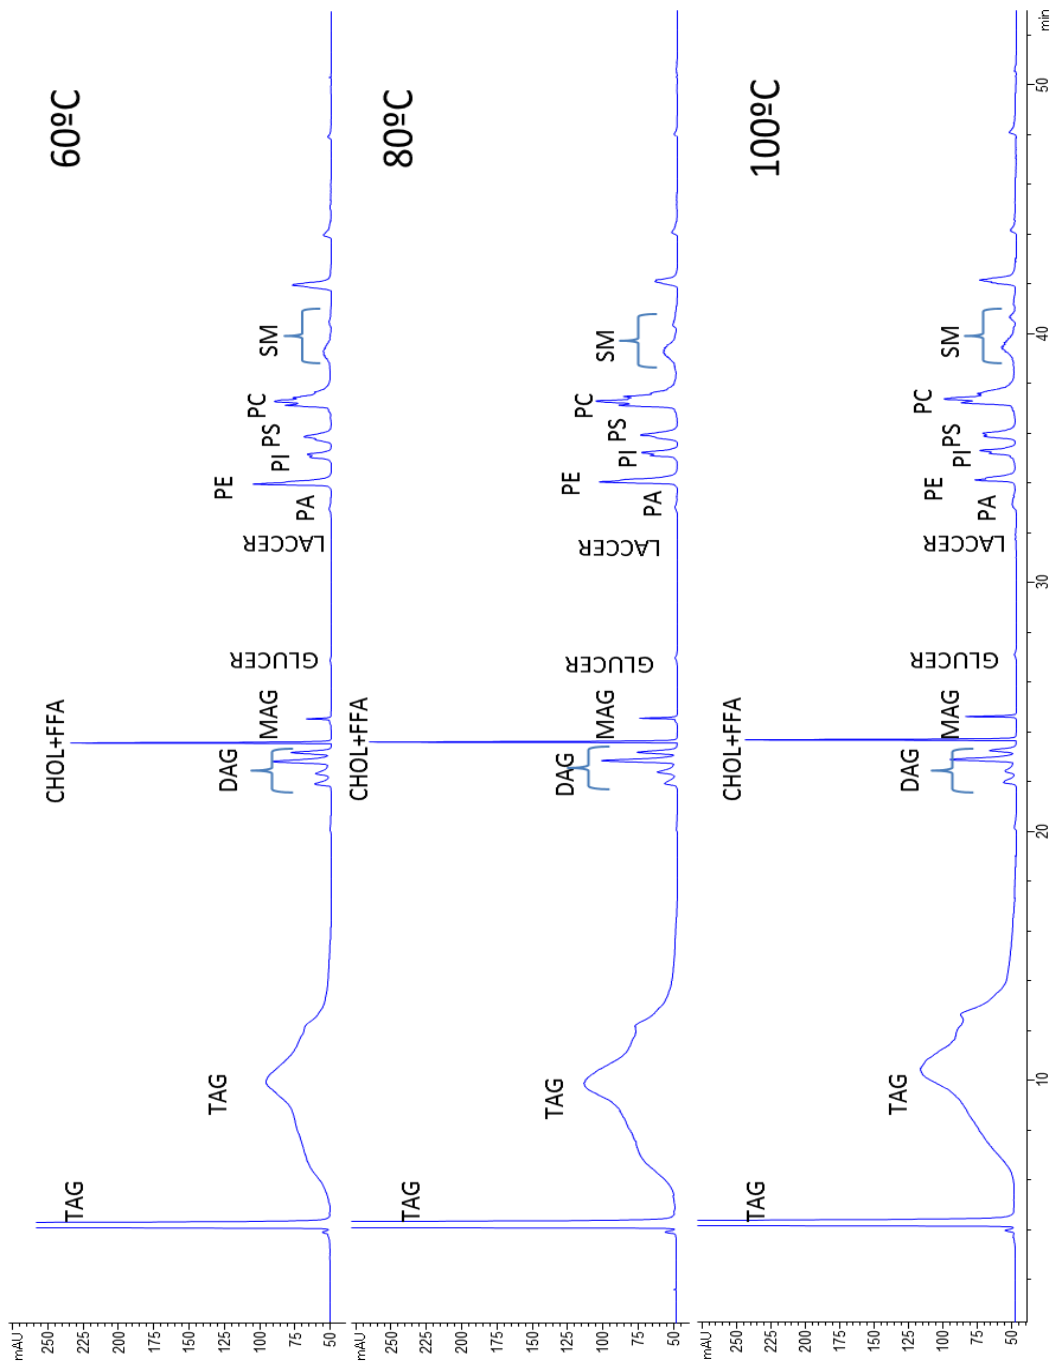 60ºC
mAU
250
225
200
175
150
125
100
75
50
TAG
TAG
DAG
CHOL+FFA
MAG
GLUCER
LACCER
PA
PE
PI
PS
PC
SM
80ºC
mAU
250
225
200
175
150
125
100
75
50
TAG
TAG
DAG
CHOL+FFA
MAG
GLUCER
LACCER
PA
PE
PI
PS
PC
SM
100ºC
mAU
250
225
200
175
150
125
100
75
50
TAG
TAG
DAG
CHOL+FFA
MAG
GLUCER
LACCER
PA
PE
PI
PS
PC
SM
10
20
30
40
50
min